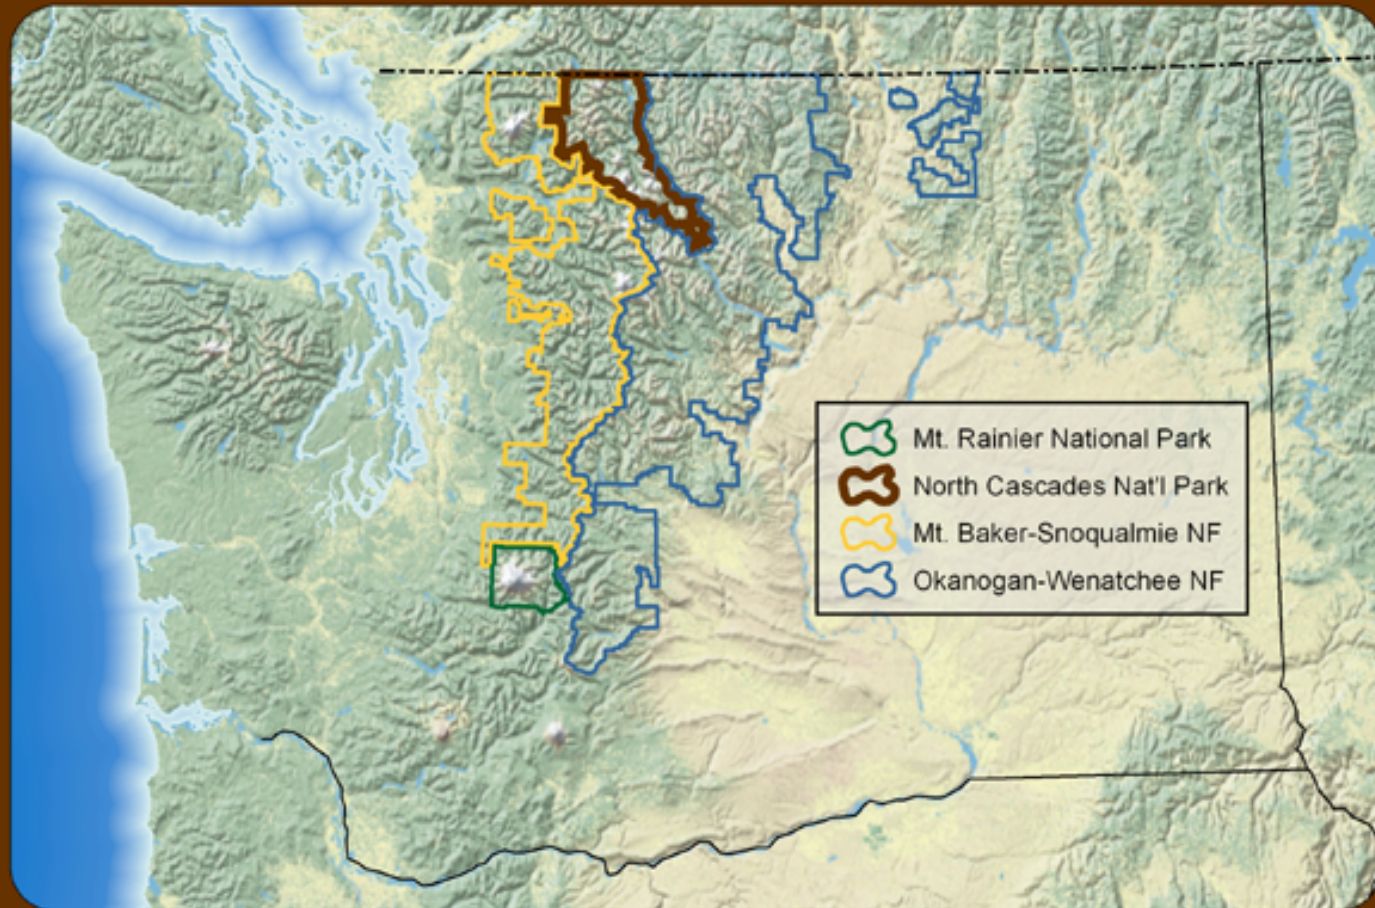 Mt. Rainier National Park
North Cascades Nat'l Park
Mt. Baker-Snoqualmie NF
Okanogan-Wenatchee NF